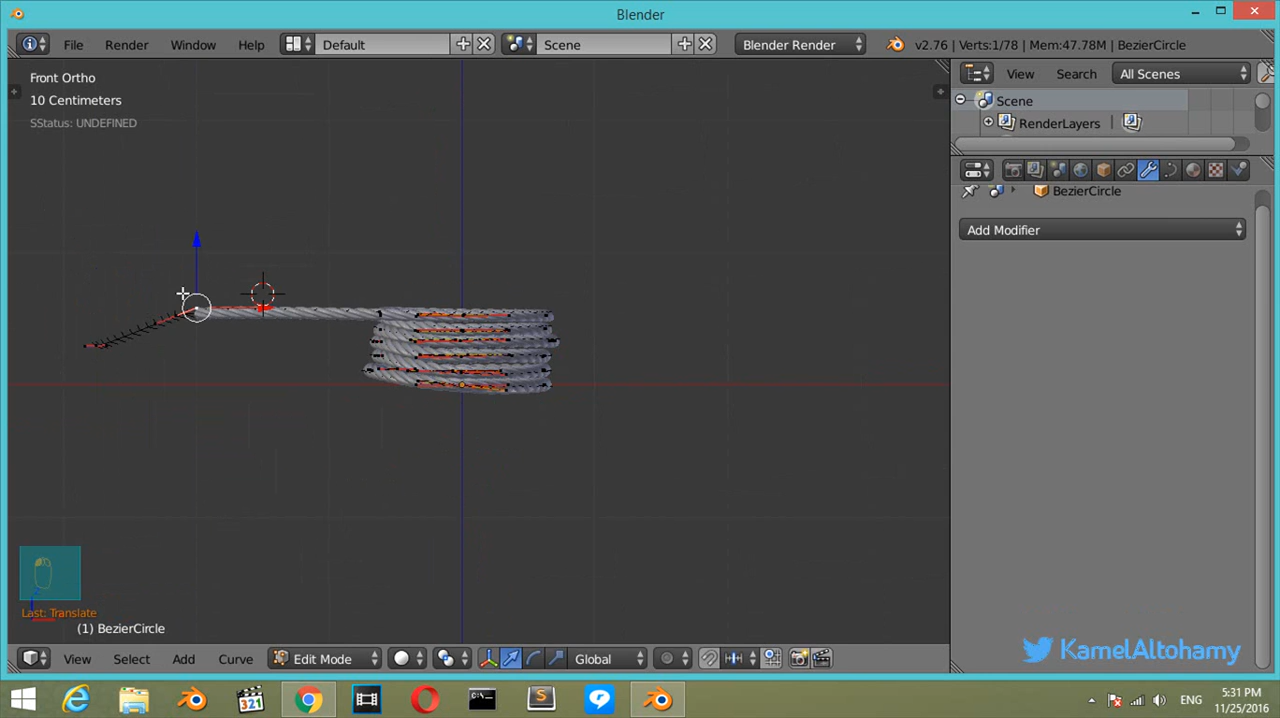 Blender
File Render Window Help Default Scene Blender Render v2.76 | Verts:1/78 | Mem:47.78M | BezierCircle
Front Ortho
10 Centimeters
SStatus: UNDEFINED
View Search All Scenes
Scene
RenderLayers
BezierCircle
Add Modifier
Last: Translate
(1) BezierCircle
View Select Add Curve Edit Mode Global
KamelAltohamy
321
C:\_
S
ENG
5:31 PM
11/25/2016